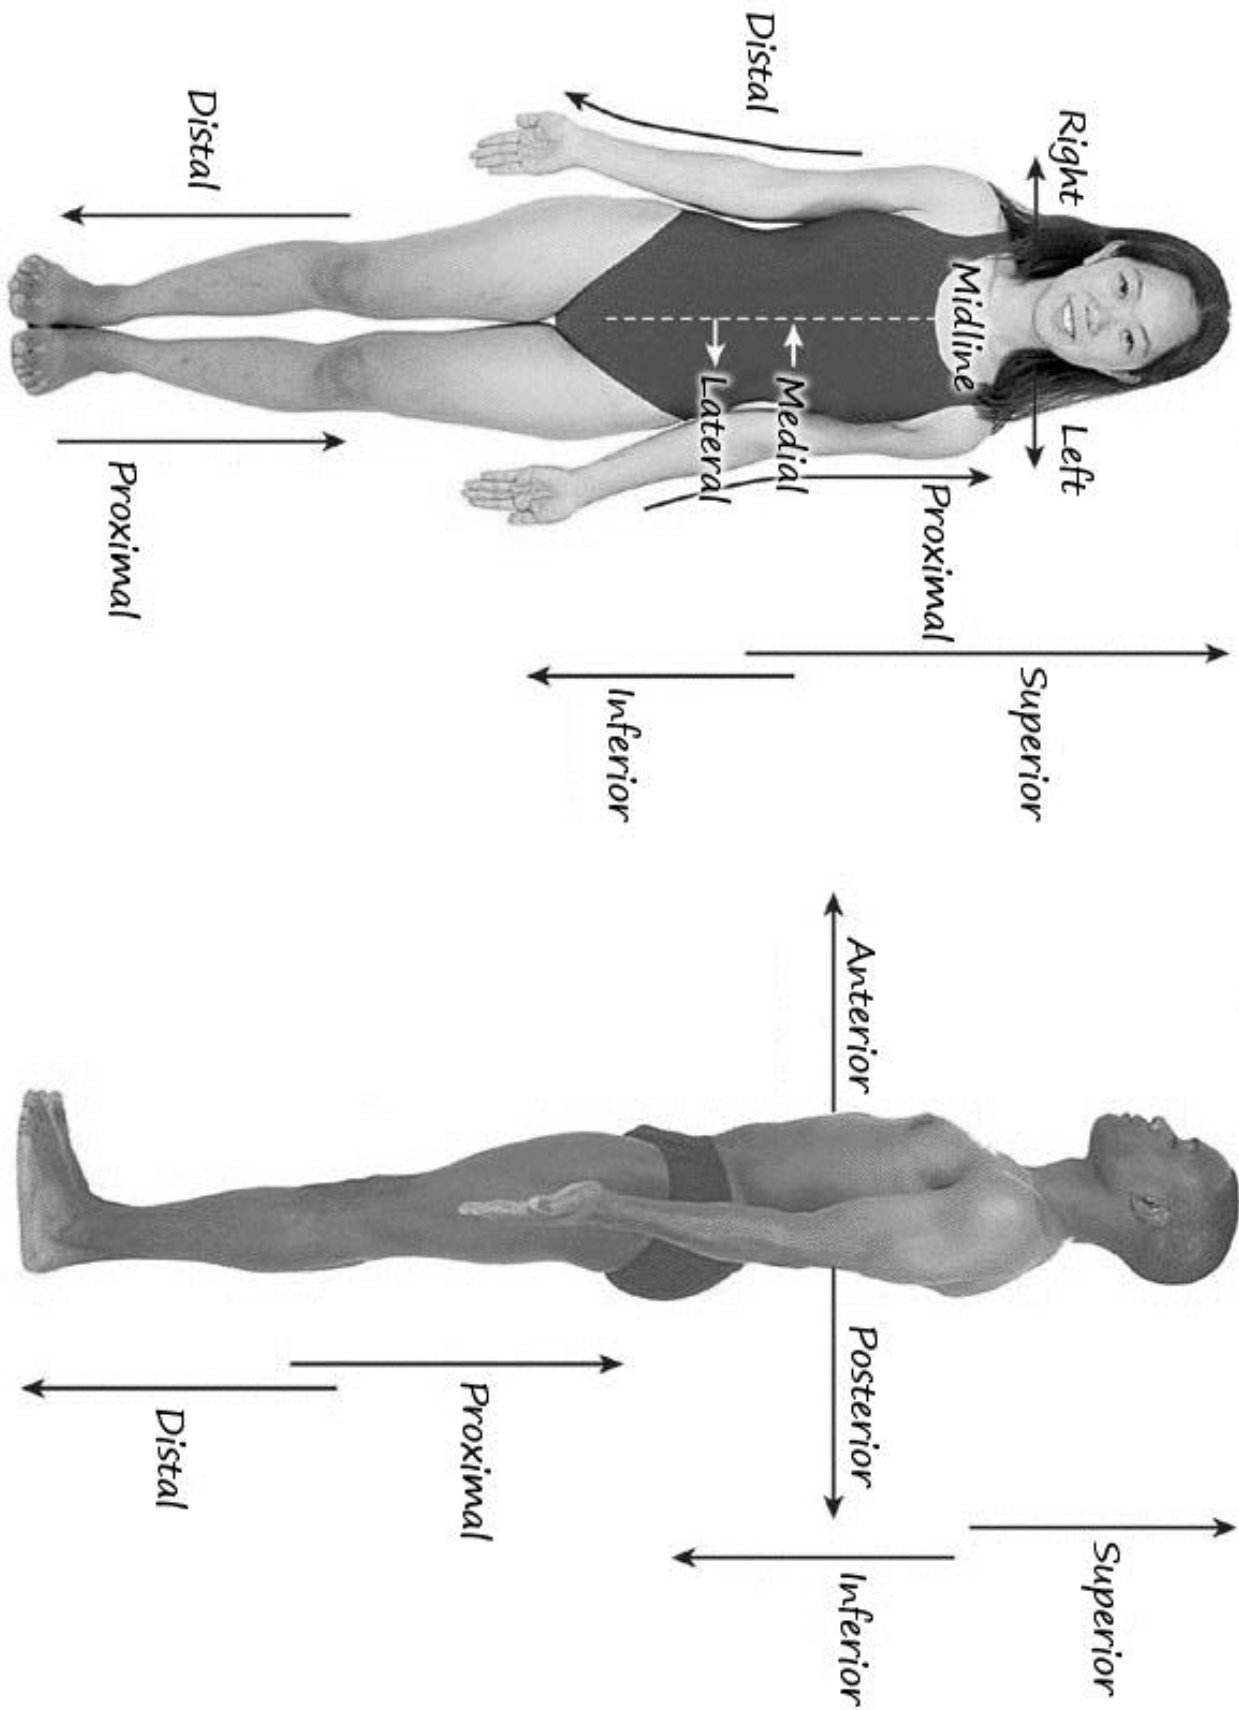 Right
Left
Superior
Midline
Proximal
Medial
Distal
Lateral
Inferior
Distal
Proximal
Superior
Anterior
Posterior
Inferior
Proximal
Distal